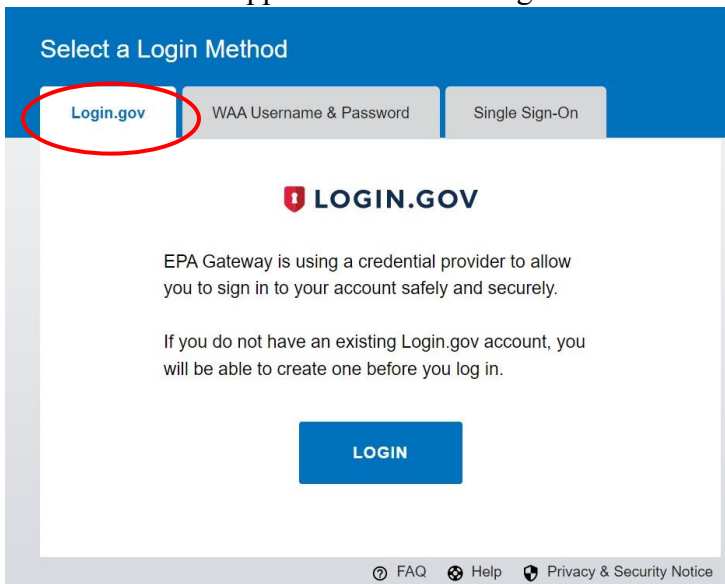 Select a Login Method
Login.gov WAA Username & Password Single Sign-On
LOGIN.GOV
EPA Gateway is using a credential provider to allow
you to sign in to your account safely and securely.
If you do not have an existing Login.gov account, you
will be able to create one before you log in.
LOGIN
FAQ Help Privacy & Security Notice